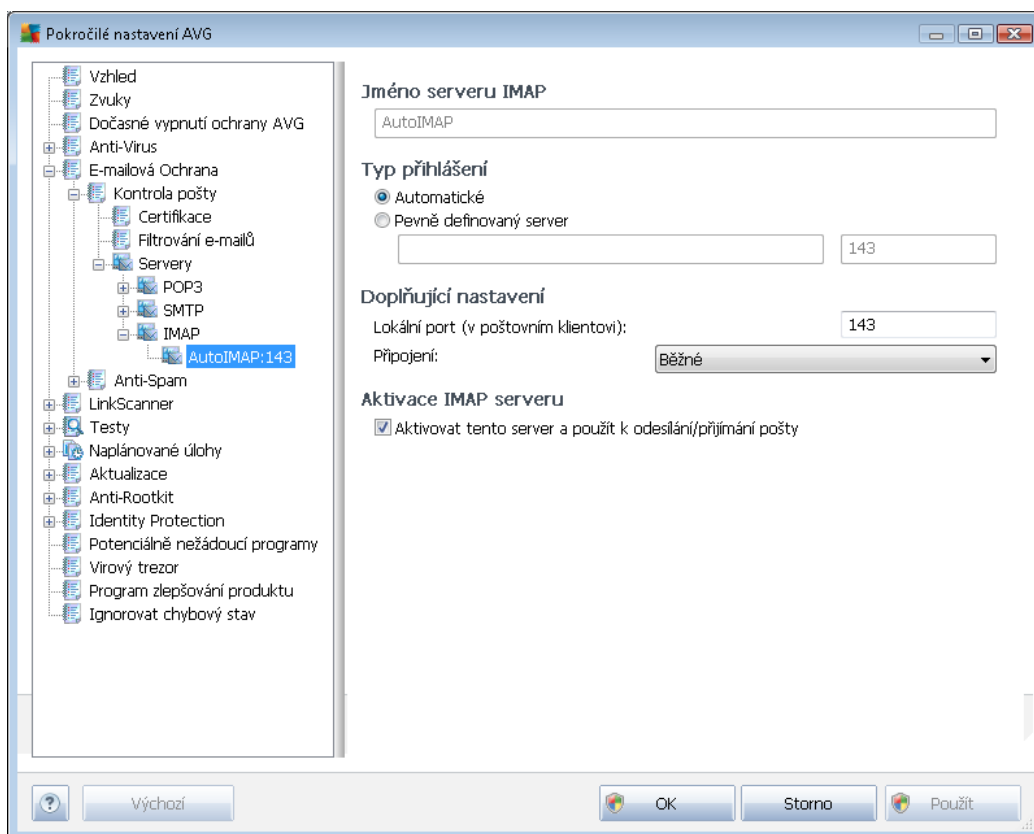 Pokročilé nastavení AVG
Vzhled
Zvuky
Dočasné vypnutí ochrany AVG
Anti-Virus
E-mailová Ochrana
Kontrola pošty
Certifikace
Filtrování e-mailů
Servery
POP3
SMTP
IMAP
AutoIMAP:143
Anti-Spam
LinkScanner
Testy
Naplánované úlohy
Aktualizace
Anti-Rootkit
Identity Protection
Potenciálně nežádoucí programy
Virový trezor
Program zlepšování produktu
Ignorovat chybový stav
Jméno serveru IMAP
AutoIMAP
Typ přihlášení
Automatické
Pevně definovaný server
143
Doplňující nastavení
Lokální port (v poštovním klientovi): 143
Připojení: Běžné
Aktivace IMAP serveru
Aktivovat tento server a použít k odesílání/přijímání pošty
? Výchozí OK Storno Použít